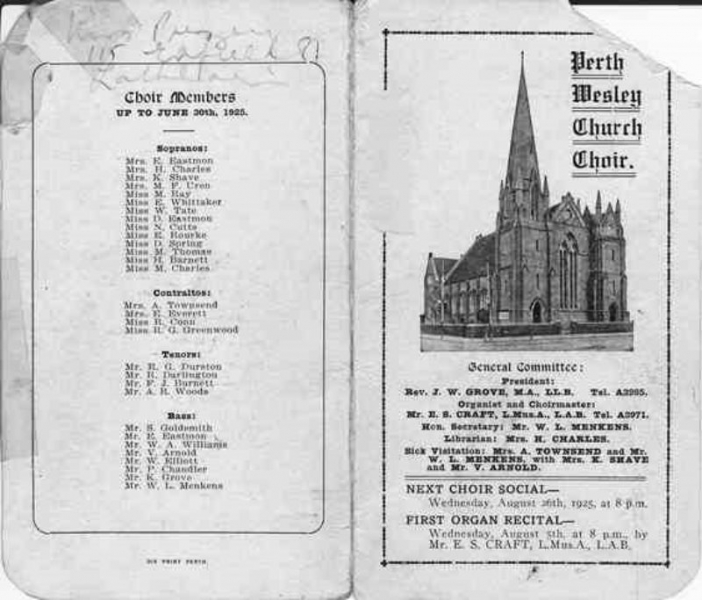 115
Choir Members
UP TO JUNE 30th, 1925.
Sopranos:
Mrs. E. Eastmon
Mrs. H. Charles
Mrs. K. Shave
Mrs. M. F. Uren
Miss M. Ray
Miss E. Whittaker
Miss W. Tate
Miss D. Eastmon
Miss N. Cutts
Miss E. Rourke
Miss D. Spring
Miss M. Thomas
Miss H. Barnett
Miss M. Charles
Contraltos:
Mrs. A. Townsend
Mrs. E. Everett
Miss R. Conn
Miss R. G. Greenwood
Tenors:
Mr. R. G. Durston
Mr. R. Darlington
Mr. F. J. Burnett
Mr. A. R. Woods
Bass:
Mr. S. Goldsmith
Mr. E. Eastmon
Mr. W. A. Williams
Mr. V. Arnold
Mr. W. Elliott
Mr. P. Chandler
Mr. K. Grove
Mr. W. L. Menkens
PRINT PERTH.
Perth
Wesley
Church
Choir.
General Committee:
President:
Rev. J. W. GROVE, M.A., LL.B. Tel. A3265.
Organist and Choirmaster:
Mr. E. S. CRAFT, L.Mus.A., L.A.B. Tel. A2971.
Hon. Secretary: Mr. W. L. MENKENS.
Librarian: Mrs. H. CHARLES.
Sick Visitation: Mrs. A. TOWNSEND and Mr.
W. L. MENKENS, with Mrs. K. SHAVE
and Mr. V. ARNOLD.
NEXT CHOIR SOCIAL—
Wednesday, August 26th, 1925, at 8 p.m.
FIRST ORGAN RECITAL—
Wednesday, August 5th, at 8 p.m., by
Mr. E. S. CRAFT, L.Mus.A., L.A.B.